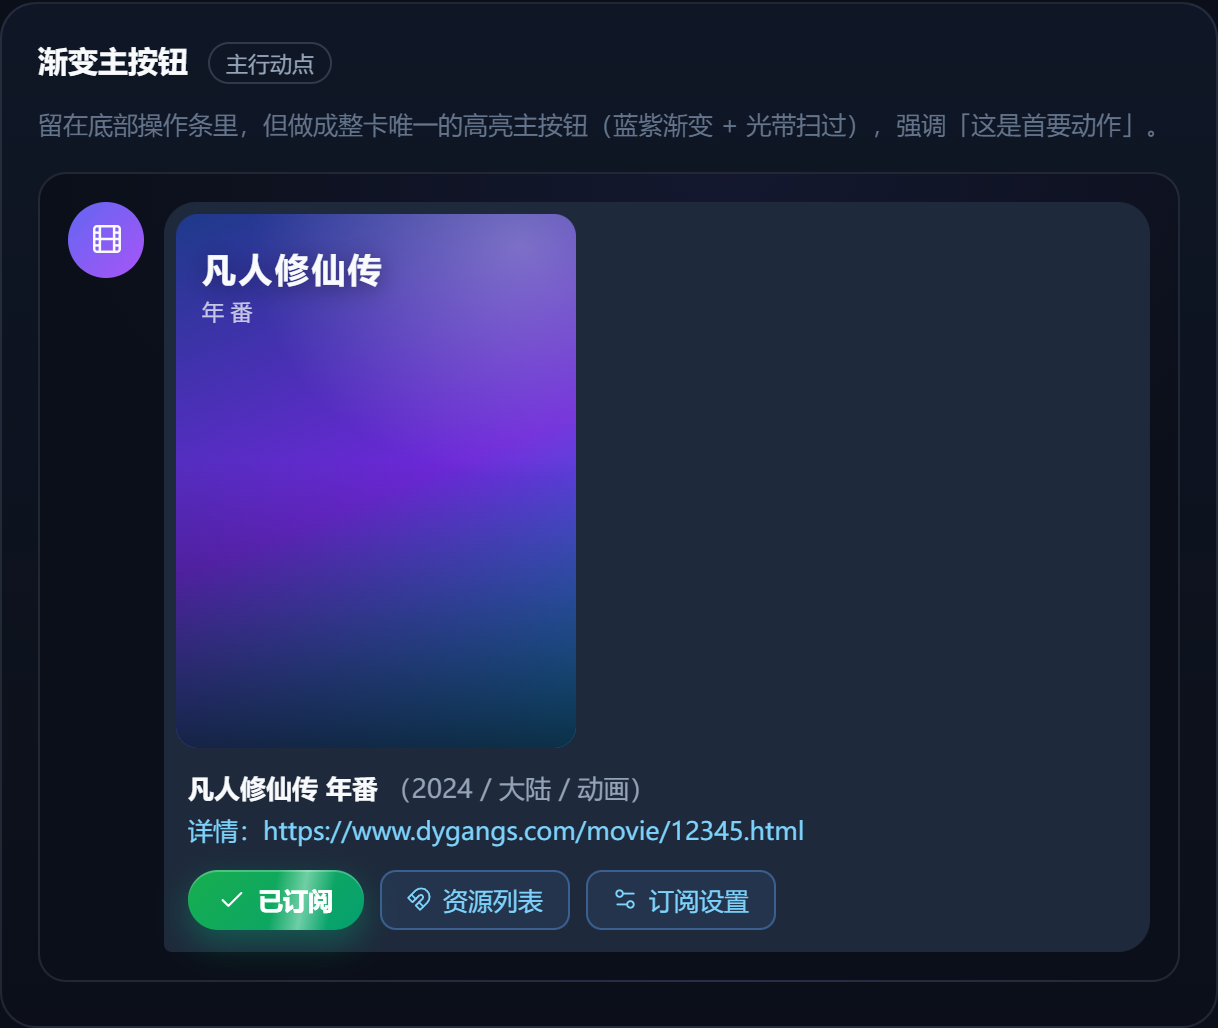 渐变主按钮 主行动点
留在底部操作条里，但做成整卡唯一的高亮主按钮（蓝紫渐变 + 光带扫过），强调「这是首要动作」。
凡人修仙传
年 番
凡人修仙传 年番 （2024 / 大陆 / 动画）
详情：https://www.dygangs.com/movie/12345.html
已订阅 资源列表 订阅设置